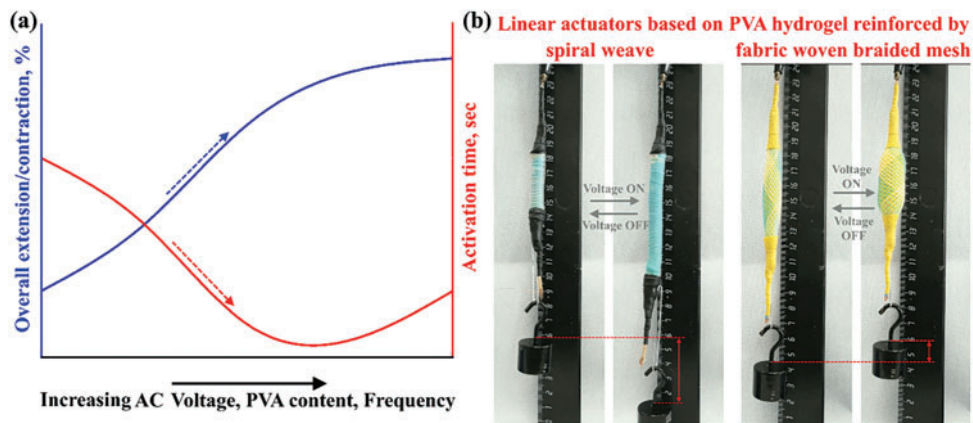 (a)
Overall extension/contraction, %
Activation time, sec
Increasing AC Voltage, PVA content, Frequency
(b) Linear actuators based on PVA hydrogel reinforced by
spiral weave
fabric woven braided mesh
Voltage ON
Voltage OFF
Voltage
ON
Voltage
OFF